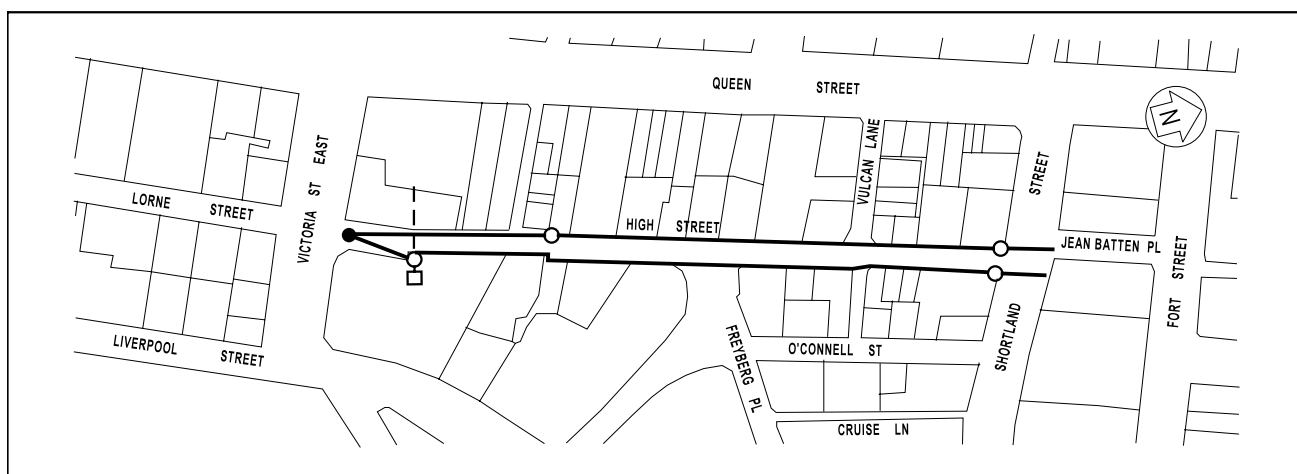 QUEEN STREET
N
VULCAN LANE
VICTORIA ST EAST
STREET
LORNE STREET
HIGH STREET
JEAN BATTEN PL
FORT STREET
SHORTLAND
LIVERPOOL STREET
FREYBERG PL
O'CONNELL ST
CRUISE LN